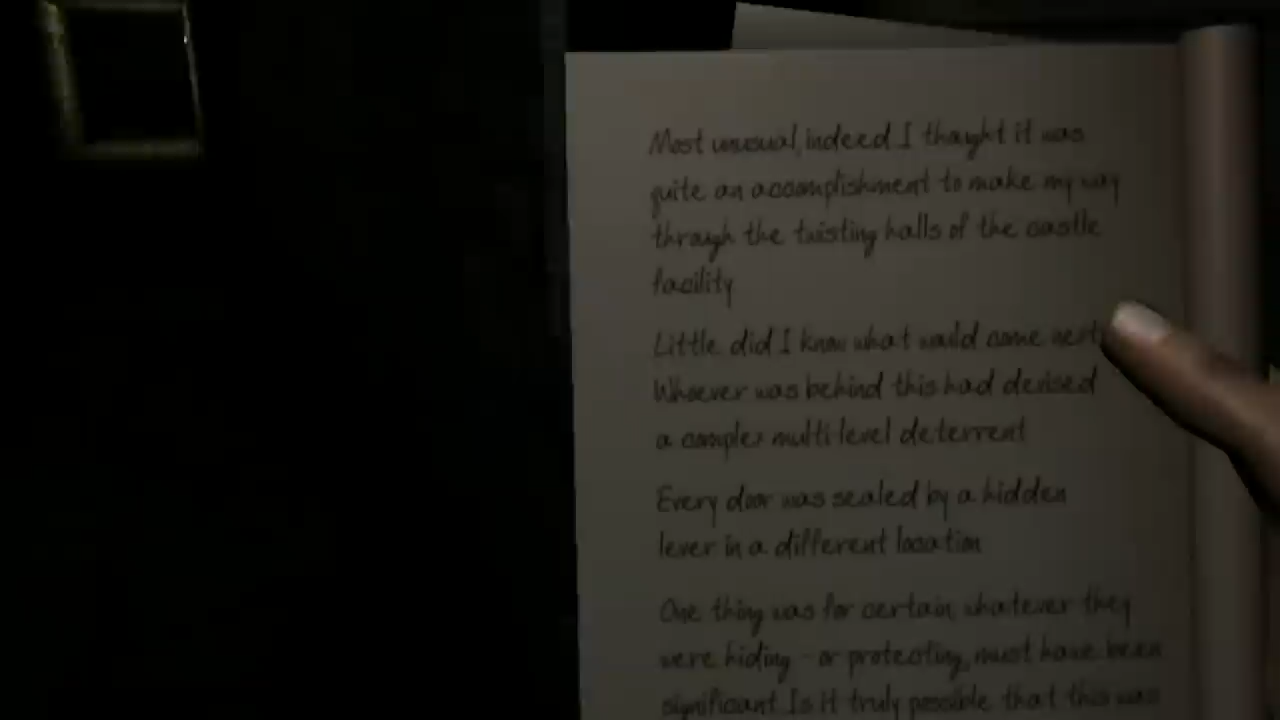 Most unusual, indeed. I thought it was
quite an accomplishment to make my way
through the twisting halls of the castle
facility
Little did I know what would come next
Whoever was behind this had devised
a complex multi-level deterrent
Every door was sealed by a hidden
lever in a different location
One thing was for certain, whatever they
were hiding - or protecting, must have been
significant. Is it truly possible that this was